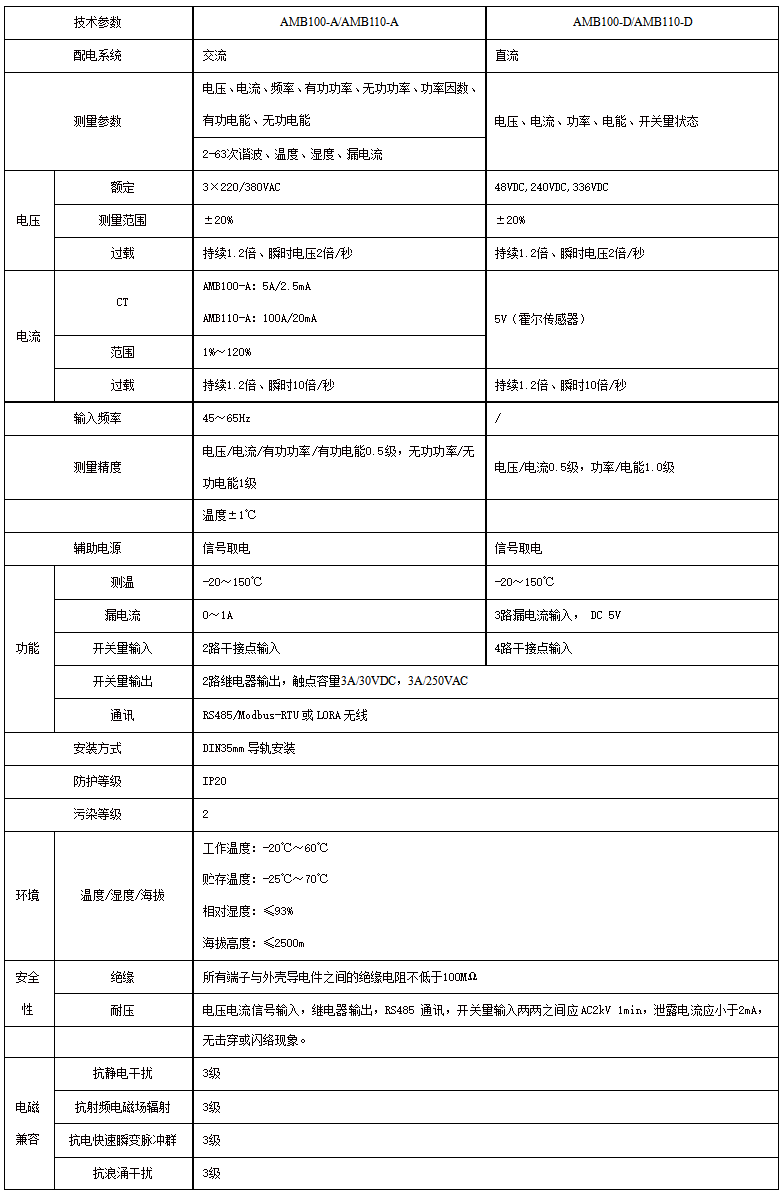 技术参数 AMB100-A/AMB110-A AMB100-D/AMB110-D
配电系统 交流 直流
测量参数
电压、电流、频率、有功功率、无功功率、功率因数、
有功电能、无功电能
2-63次谐波、温度、湿度、漏电流
电压、电流、功率、电能、开关量状态
电压
额定 3×220/380VAC 48VDC,240VDC,336VDC
测量范围 ±20% ±20%
过载 持续1.2倍、瞬时电压2倍/秒 持续1.2倍、瞬时电压2倍/秒
电流
CT
AMB100-A: 5A/2.5mA
AMB110-A: 100A/20mA
5V(霍尔传感器)
范围 1%～120%
过载 持续1.2倍、瞬时10倍/秒 持续1.2倍、瞬时10倍/秒
输入频率 45～65Hz /
测量精度
电压/电流/有功功率/有功电能0.5级，无功功率/无
功电能1级
电压/电流0.5级，功率/电能1.0级
温度±1℃
辅助电源 信号取电 信号取电
功能
测温 -20～150℃ -20～150℃
漏电流 0～1A 3路漏电流输入， DC 5V
开关量输入 2路干接点输入 4路干接点输入
开关量输出 2路继电器输出，触点容量3A/30VDC，3A/250VAC
通讯 RS485/Modbus-RTU或LORA无线
安装方式 DIN35mm导轨安装
防护等级 IP20
污染等级 2
环境
温度/湿度/海拔
工作温度：-20℃～60℃
贮存温度：-25℃～70℃
相对湿度：≤93%
海拔高度：≤2500m
安全
性
绝缘 所有端子与外壳导电件之间的绝缘电阻不低于100MΩ
耐压 电压电流信号输入，继电器输出，RS485 通讯，开关量输入两两之间应AC2kV 1min，泄露电流应小于2mA，
无击穿或闪络现象。
电磁
兼容
抗静电干扰 3级
抗射频电磁场辐射 3级
抗电快速瞬变脉冲群 3级
抗浪涌干扰 3级